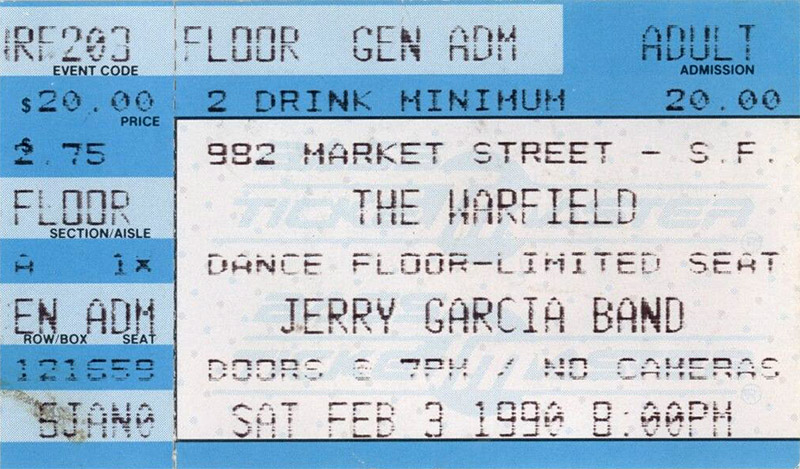 NRF203 FLOOR GEN ADM ADULT
EVENT CODE ADMISSION
$20.00 2 DRINK MINIMUM 20.00
PRICE
$2.75 982 MARKET STREET - S.F.
FLOOR THE WARFIELD
SECTION/AISLE
A 1X DANCE FLOOR-LIMITED SEAT
EN ADM JERRY GARCIA BAND
ROW/BOX SEAT
121659 DOORS @ 7PM / NO CAMERAS
9JAN0 SAT FEB 3 1990 8:00PM